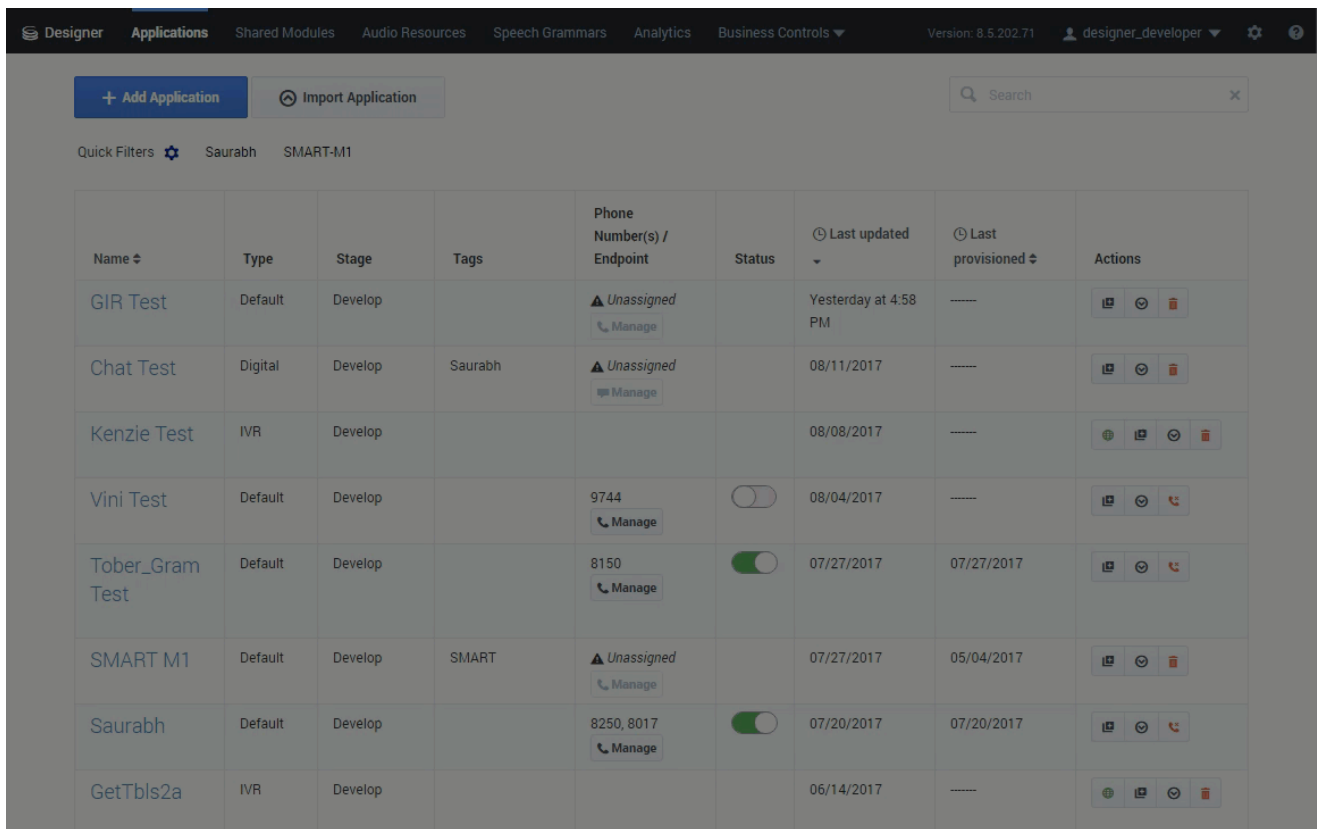 Designer Applications Shared Modules Audio Resources Speech Grammars Analytics Business Controls Version: 8.5.202.71 designer_developer
+ Add Application Import Application Search
Quick Filters Saurabh SMART-M1
Name Type Stage Tags Phone Number(s) / Endpoint Status Last updated Last provisioned Actions
GIR Test Default Develop Unassigned Yesterday at 4:58 PM -------
Manage
Chat Test Digital Develop Saurabh Unassigned 08/11/2017 -------
Manage
Kenzie Test IVR Develop 08/08/2017 -------
Vini Test Default Develop 9744 08/04/2017 -------
Manage
Tober_Gram Test Default Develop 8150 07/27/2017 07/27/2017
Manage
SMART M1 Default Develop SMART Unassigned 07/27/2017 05/04/2017
Manage
Saurabh Default Develop 8250, 8017 07/20/2017 07/20/2017
Manage
GetTbls2a IVR Develop 06/14/2017 -------